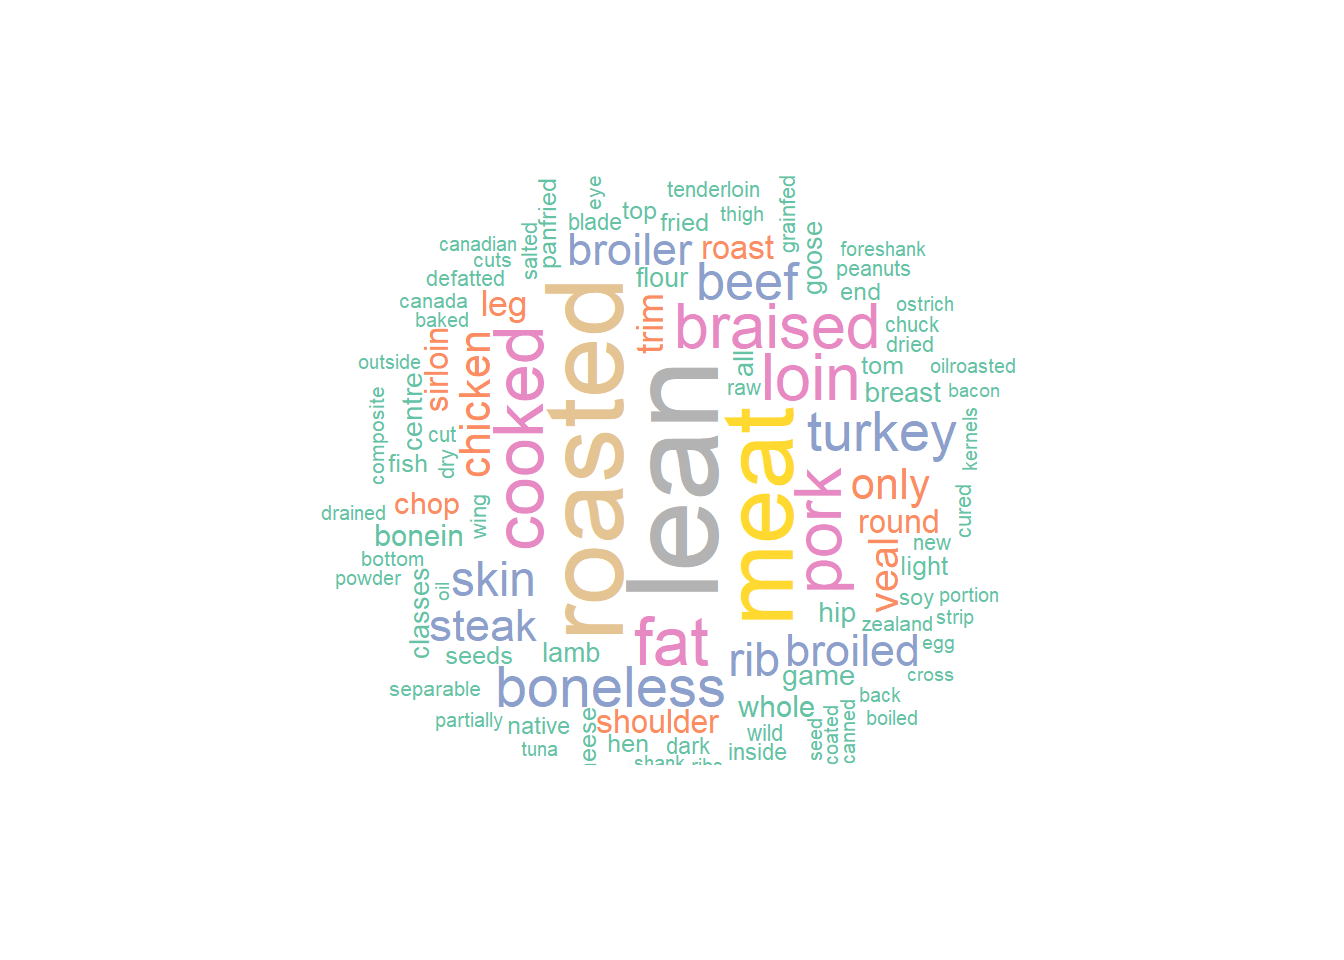 eye
panfried
tenderloin
grainfed
thigh
top
blade
fried
salted
goose
canadian
cuts
broiler
roast
foreshank
peanuts
defatted
flour
beef
end
canada
leg
baked
trim
braised
ostrich
chuck
dried
outside
sirloin
chicken
cooked
roasted
lean
all
raw
loin
tom
oilroasted
breast
bacon
composite
centre
cut
fish
dry
meat
turkey
kernels
chop
wing
pork
only
round
cured
drained
bonein
new
bottom
powder
classes
oil
skin
veal
light
soy
portion
steak
hip
zealand
strip
seeds
lamb
fat
rib
broiled
egg
game
cross
separable
boneless
whole
back
partially
native
shoulder
wild
seed
coated
canned
boiled
tuna
hen
dark
inside
shank
ribs